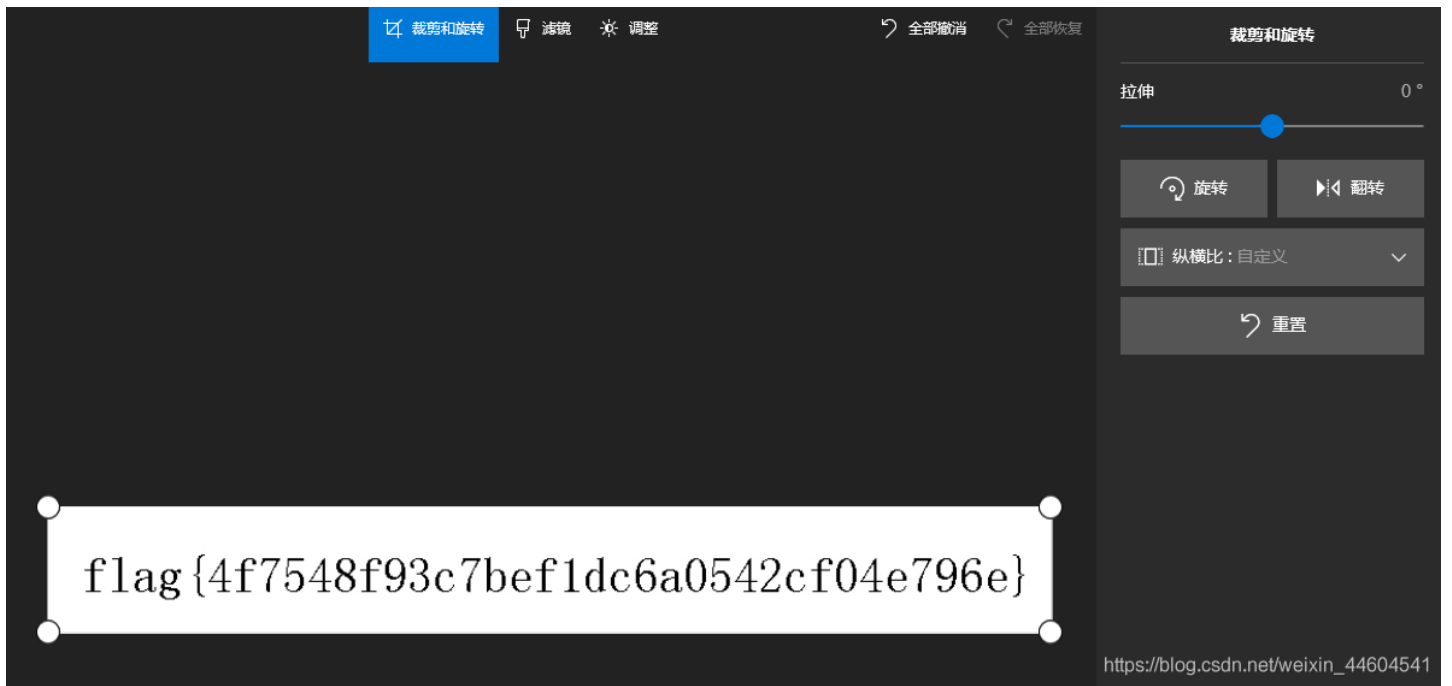 裁剪和旋转 滤镜 调整 全部撤消 全部恢复
裁剪和旋转
拉伸 0°
旋转 翻转
纵横比：自定义
重置
flag{4f7548f93c7bef1dc6a0542cf04e796e}
https://blog.csdn.net/weixin_44604541